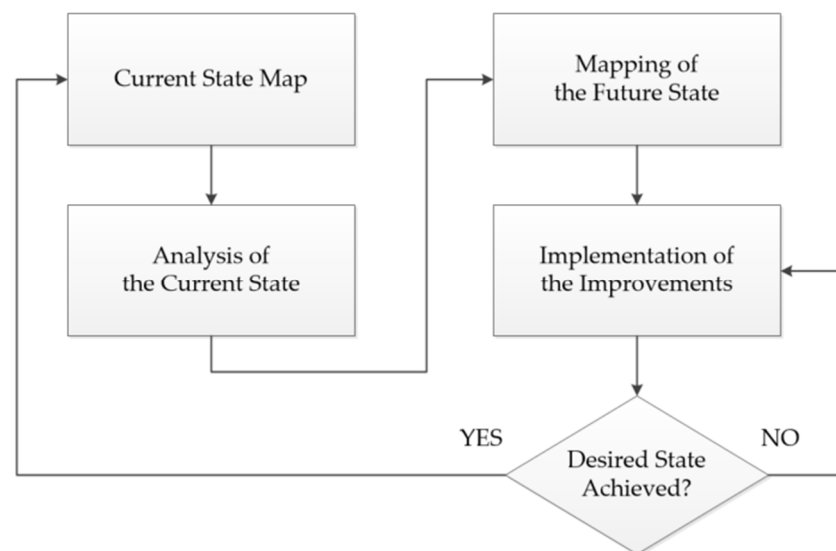 Current State Map
Analysis of
the Current State
Mapping of
the Future State
Implementation of
the Improvements
YES
NO
Desired State
Achieved?